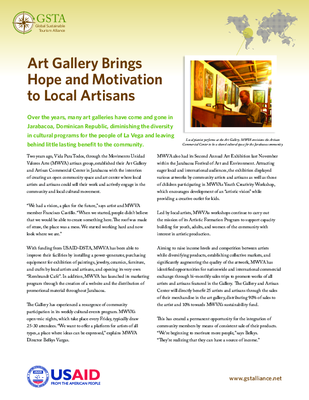 GSTA
Global Sustainable
Tourism Alliance
Art Gallery Brings
Hope and Motivation
to Local Artisans
Over the years, many art galleries have come and gone in
Jarabacoa, Dominican Republic, diminishing the diversity
in cultural programs for the people of La Vega and leaving
behind little lasting benefit to the community.
Two years ago, Vida Para Todos, through the Movimiento Unidad
Valores Arte (MWVA) artisan group, established their Art Gallery
and Artisan Commercial Center in Jarabacoa with the intention
of creating an open community space and art center where local
artists and artisans could sell their work and actively engage in the
community and local cultural movement.
"We had a vision, a plan for the future," says artist and MWVA
member Francisco Castillo. "When we started, people didn't believe
that we would be able to create something here. The roof was made
of straw, the place was a mess. We started working hard and now
look where we are."
With funding from USAID-IDSTA, MWVA has been able to
improve their facilities by installing a power generator, purchasing
equipment for exhibition of paintings, jewelry, ceramics, furniture,
and crafts by local artists and artisans, and opening its very own
"Bambuntuk Café". In addition, MWVA has launched its marketing
program through the creation of a website and the distribution of
promotional material throughout Jarabacoa.
The Gallery has experienced a resurgence of community
participation in its weekly cultural events program. MWVA's
open-mic nights, which take place every Friday, typically draw
25-30 attendees. "We want to offer a platform for artists of all
types, a place where ideas can be expressed," explains MWVA
Director Belkys Vargas.
Local painter performs at the Art Gallery. MWVA envisions the Artisan
Commercial Center to be a shared cultural space for the Jarabacoa community.
MWVA also had its Second Annual Art Exhibition last November
within the Jarabacoa Festival of Art and Environment. Attracting
eager local and international audiences, the exhibition displayed
various artworks by community artists and artisans as well as those
of children participating in MWVA's Youth Creativity Workshop,
which encourages development of an "artistic vision" while
providing a creative outlet for kids.
Led by local artists, MWVA workshops continue to carry out
the mission of its Artistic Formation Program to support capacity
building for youth, adults, and women of the community with
interest in artistic production.
Aiming to raise income levels and competition between artists
while diversifying products, establishing collective markets, and
significantly augmenting the quality of the artwork, MWVA has
identified opportunities for nationwide and international commercial
exchange through bi-monthly sales trips to promote works of all
artists and artisans featured in the Gallery. The Gallery and Artisan
Center will directly benefit 25 artists and artisans through the sales
of their merchandise in the art gallery, distributing 90% of sales to
the artist and 10% towards MWVA's sustainability fund.
This has created a permanent opportunity for the integration of
community members by means of consistent sale of their products.
"We're beginning to motivate more people," says Belkys.
"They're realizing that they can have a source of income."
USAID
FROM THE AMERICAN PEOPLE
www.gstalliance.net